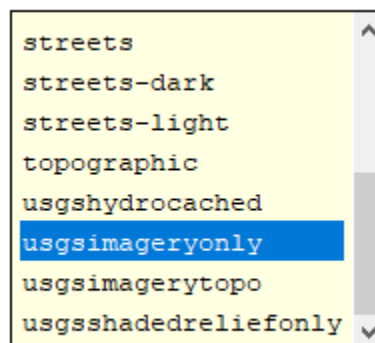 streets
streets-dark
streets-light
topographic
usgshydrocached
usgsimageryonly
usgsimagerytopo
usgsshadedreliefonly